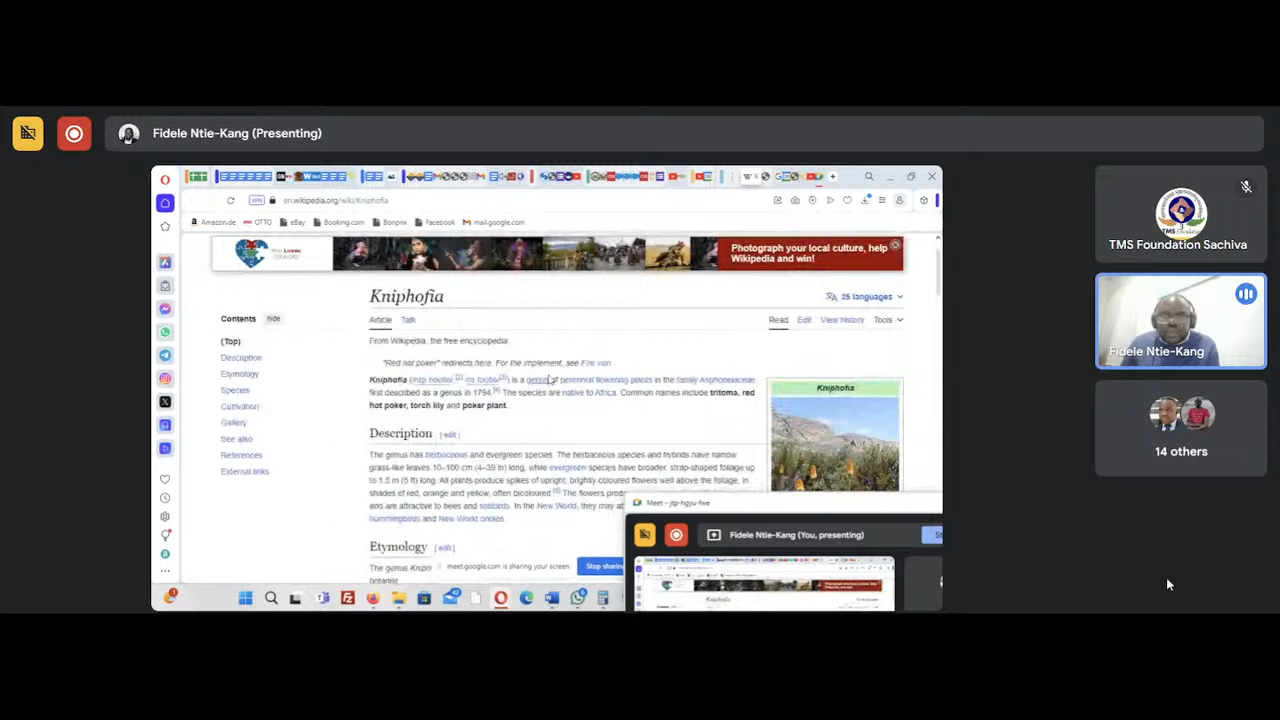 Fidele Ntie-Kang (Presenting)
en.wikipedia.org/wiki/Kniphofia
Amazon.de OTTO eBay Booking.com Bonprix Facebook mail.google.com
Photograph your local culture, help
Wikipedia and win!
Kniphofia
25 languages
Contents hide
Article Talk Read Edit View history Tools
(Top)
Description
Etymology
Species
Cultivation
Gallery
See also
References
External links
From Wikipedia, the free encyclopedia
"Red hot poker" redirects here. For the implement, see Fire iron
Kniphofia is a genus of perennial flowering plants in the family Asphodelaceae
first described as a genus in 1794.[4] The species are native to Africa. Common names include tritoma, red
hot poker, torch lily and poker plant.
Kniphofia
Description [ edit ]
The genus has herbaceous and evergreen species. The herbaceous species and hybrids have narrow
grass-like leaves 10–100 cm (4–39 in) long, while evergreen species have broader, strap-shaped foliage up
to 1.5 m (5 ft) long. All plants produce spikes of upright, brightly coloured flowers well above the foliage, in
shades of red, orange and yellow, often bicoloured. The flowers prod
and are attractive to bees and sunbirds. In the New World, they may at
hummingbirds and New World orioles.
Etymology [ edit ]
The genus Knip
botanist
meet.google.com is sharing your screen. Stop sharing
Meet – jtp-hgyu-fwe
Fidele Ntie-Kang (You, presenting)
Kniphofia
TMS Foundation Sachiva
Fidele Ntie-Kang
14 others